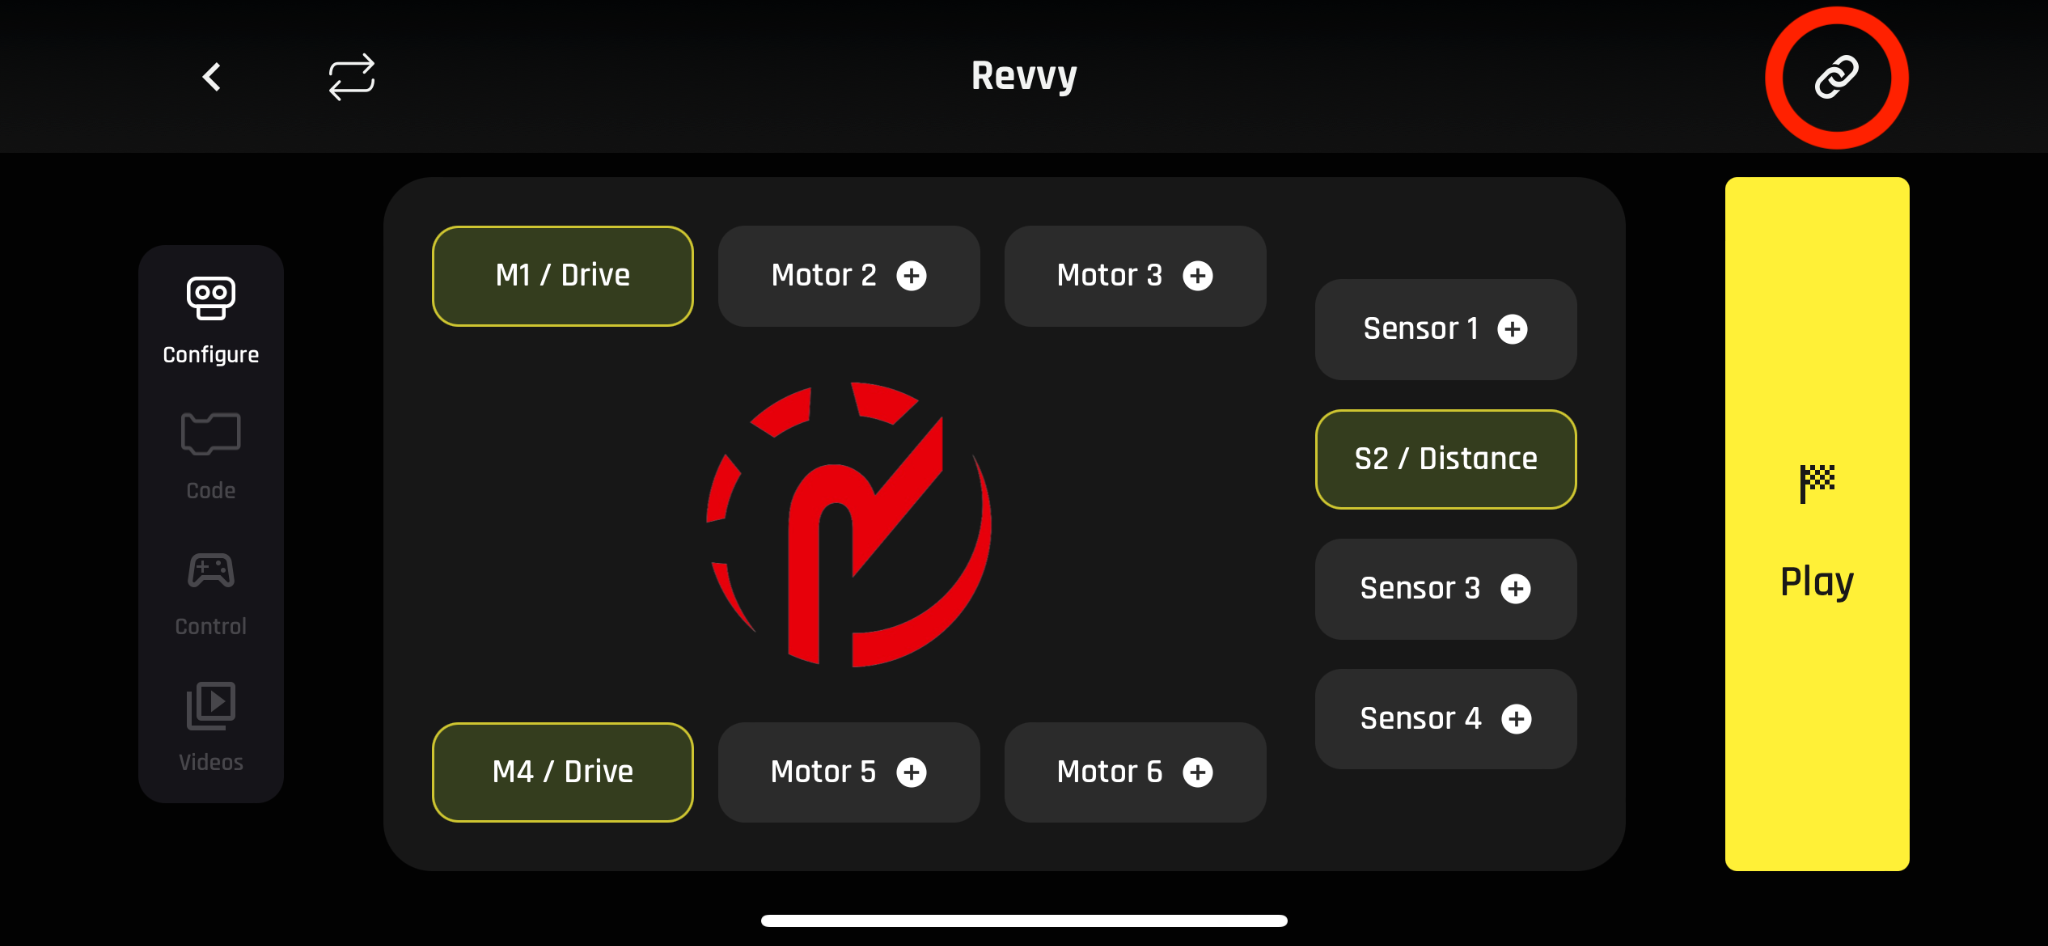 Revvy
Configure
Code
Control
Videos
M1 / Drive
Motor 2
Motor 3
Sensor 1
S2 / Distance
Sensor 3
Sensor 4
M4 / Drive
Motor 5
Motor 6
Play